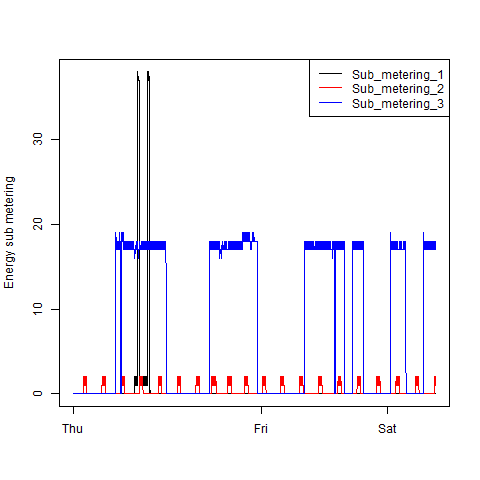 Sub_metering_1
Sub_metering_2
Sub_metering_3
Energy sub metering
30
20
10
0
Thu Fri Sat